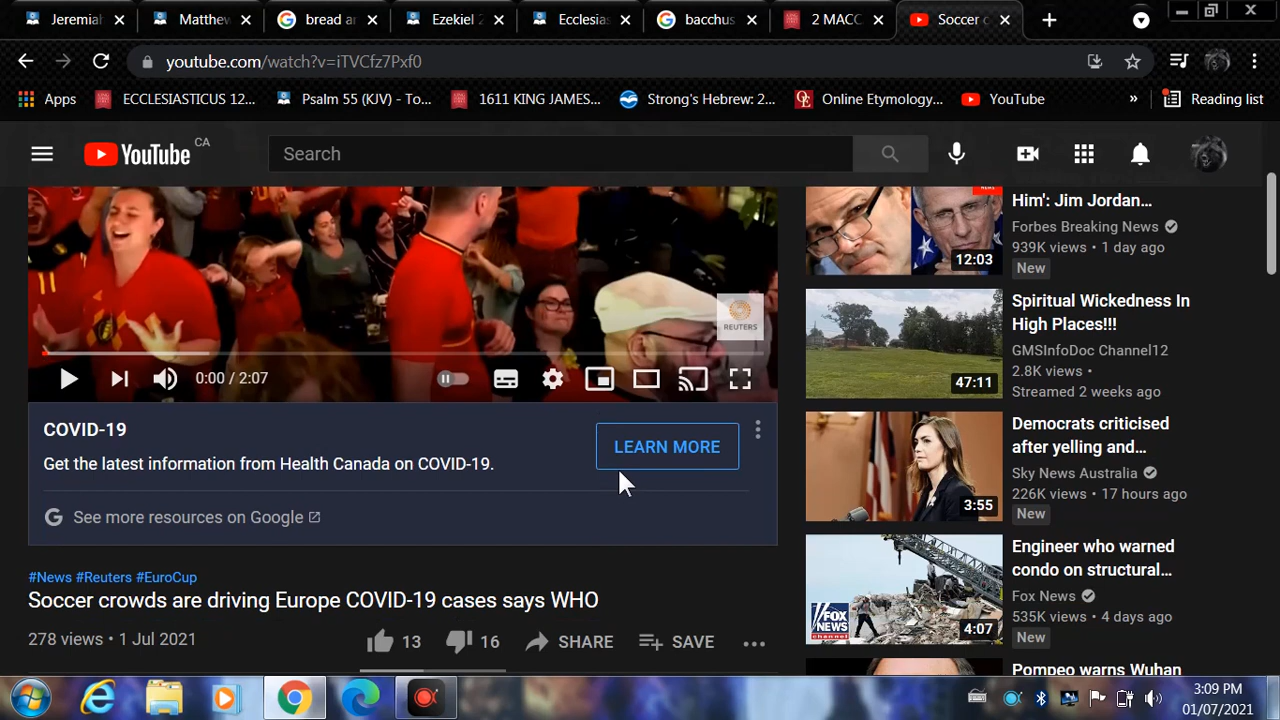 Jeremiah
Matthew
bread ar
Ezekiel 2
Ecclesias
bacchus
2 MACC
Soccer c
youtube.com/watch?v=iTVCfz7Pxf0
Apps
ECCLESIASTICUS 12...
Psalm 55 (KJV) - To...
1611 KING JAMES...
Strong's Hebrew: 2...
Online Etymology...
YouTube
»
Reading list
YouTube CA
Search
REUTERS
0:00 / 2:07
COVID-19
Get the latest information from Health Canada on COVID-19.
LEARN MORE
See more resources on Google
#News #Reuters #EuroCup
Soccer crowds are driving Europe COVID-19 cases says WHO
278 views • 1 Jul 2021
13
16
SHARE
SAVE
NEWS
12:03
Him': Jim Jordan...
Forbes Breaking News
939K views • 1 day ago
New
47:11
Spiritual Wickedness In
High Places!!!
GMSInfoDoc Channel12
2.8K views •
Streamed 2 weeks ago
3:55
Democrats criticised
after yelling and...
Sky News Australia
226K views • 17 hours ago
New
FOX
NEWS
channel
4:07
Engineer who warned
condo on structural...
Fox News
535K views • 4 days ago
New
Pompeo warns Wuhan
3:09 PM
01/07/2021